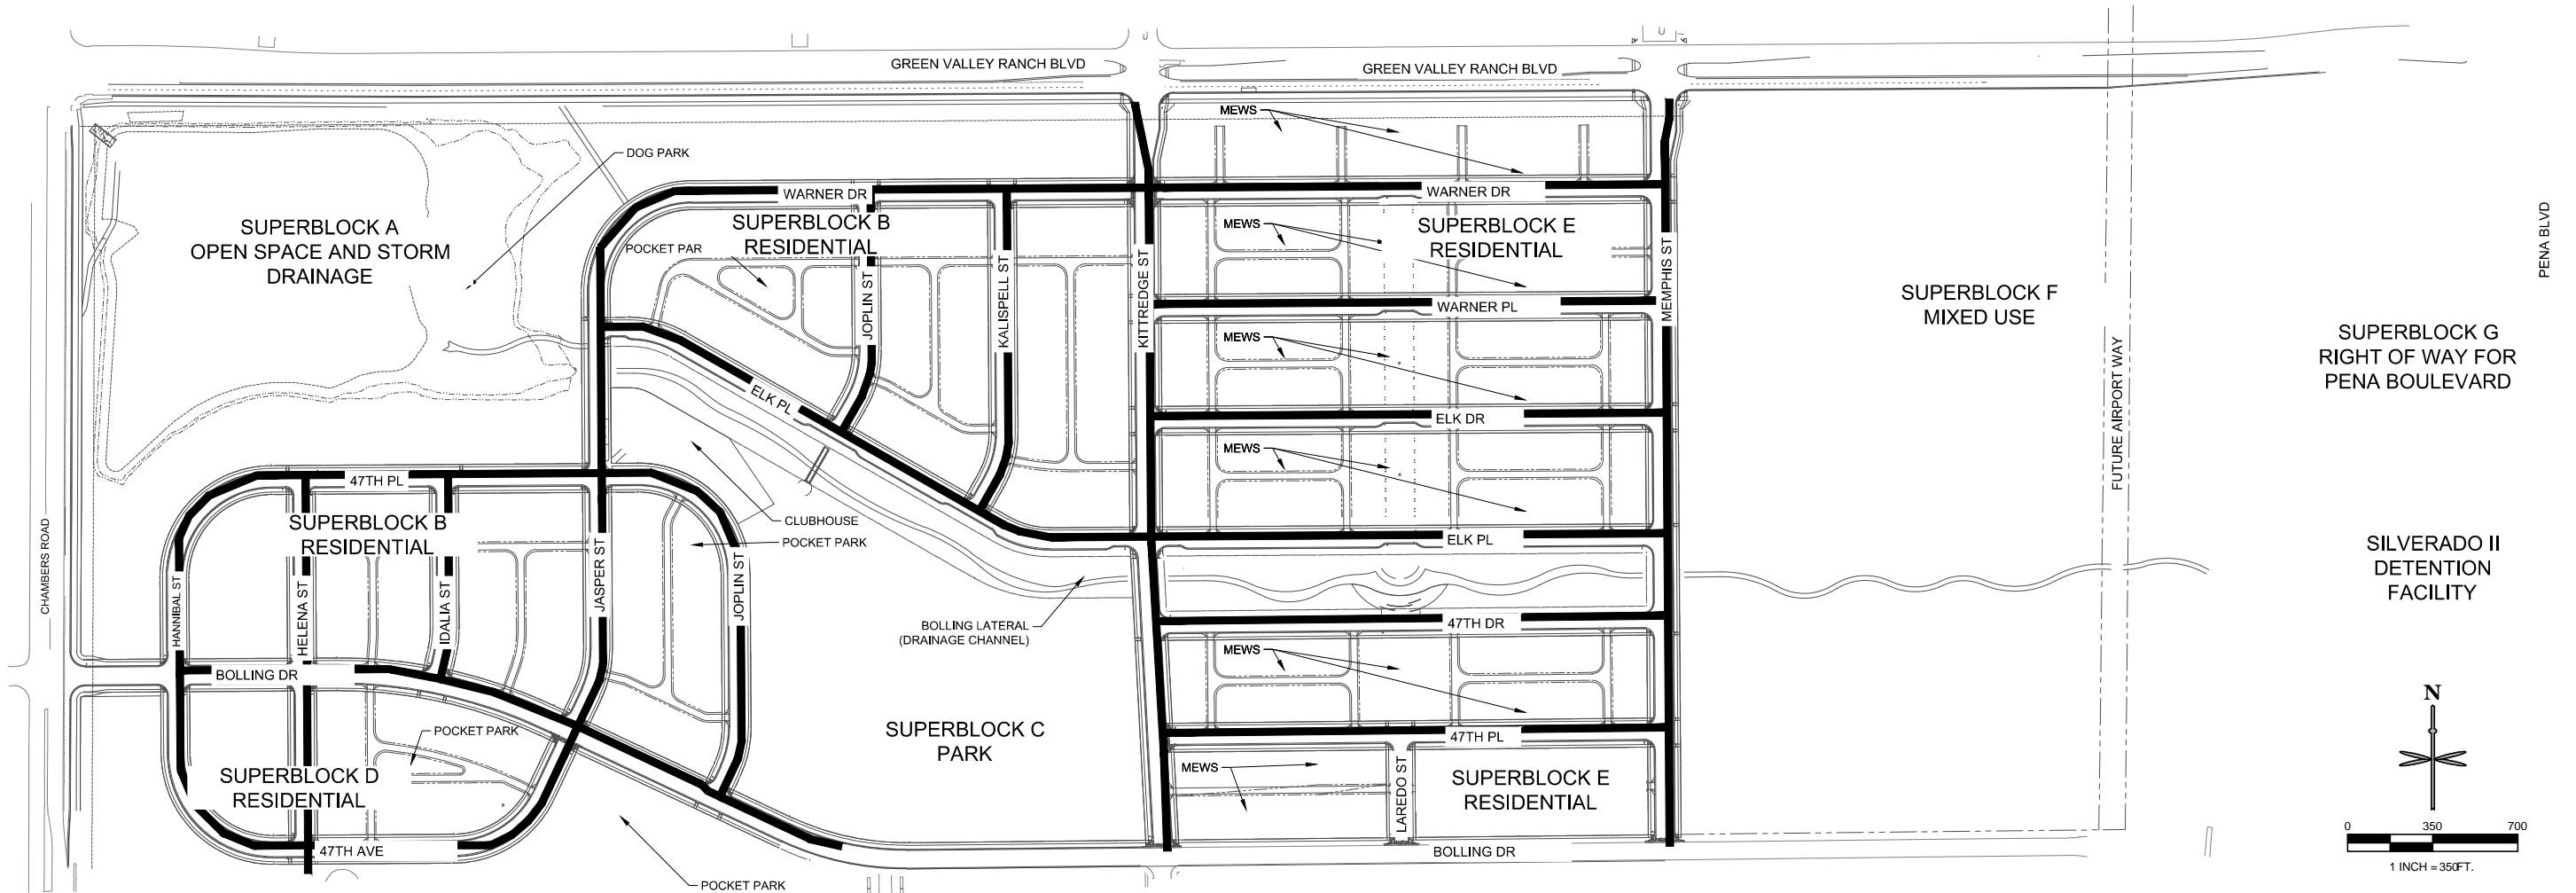 GREEN VALLEY RANCH BLVD
GREEN VALLEY RANCH BLVD
MEWS
DOG PARK
WARNER DR
WARNER DR
SUPERBLOCK A
OPEN SPACE AND STORM
DRAINAGE
SUPERBLOCK B
RESIDENTIAL
POCKET PAR
MEWS
SUPERBLOCK E
RESIDENTIAL
PENA BLVD
JOPLIN ST
KALISPELL ST
KITTREDGE ST
MEMPHIS ST
WARNER PL
SUPERBLOCK F
MIXED USE
MEWS
SUPERBLOCK G
RIGHT OF WAY FOR
PENA BOULEVARD
FUTURE AIRPORT WAY
ELK PL
ELK DR
MEWS
47TH PL
SUPERBLOCK B
RESIDENTIAL
CLUBHOUSE
POCKET PARK
ELK PL
SILVERADO II
DETENTION
FACILITY
CHAMBERS ROAD
HANNIBAL ST
HELENA ST
IDALIA ST
JASPER ST
JOPLIN ST
BOLLING LATERAL
(DRAINAGE CHANNEL)
47TH DR
MEWS
BOLLING DR
POCKET PARK
SUPERBLOCK C
PARK
47TH PL
N
MEWS
LAREDO ST
SUPERBLOCK E
RESIDENTIAL
SUPERBLOCK D
RESIDENTIAL
47TH AVE
BOLLING DR
POCKET PARK
0 350 700
1 INCH = 350FT.